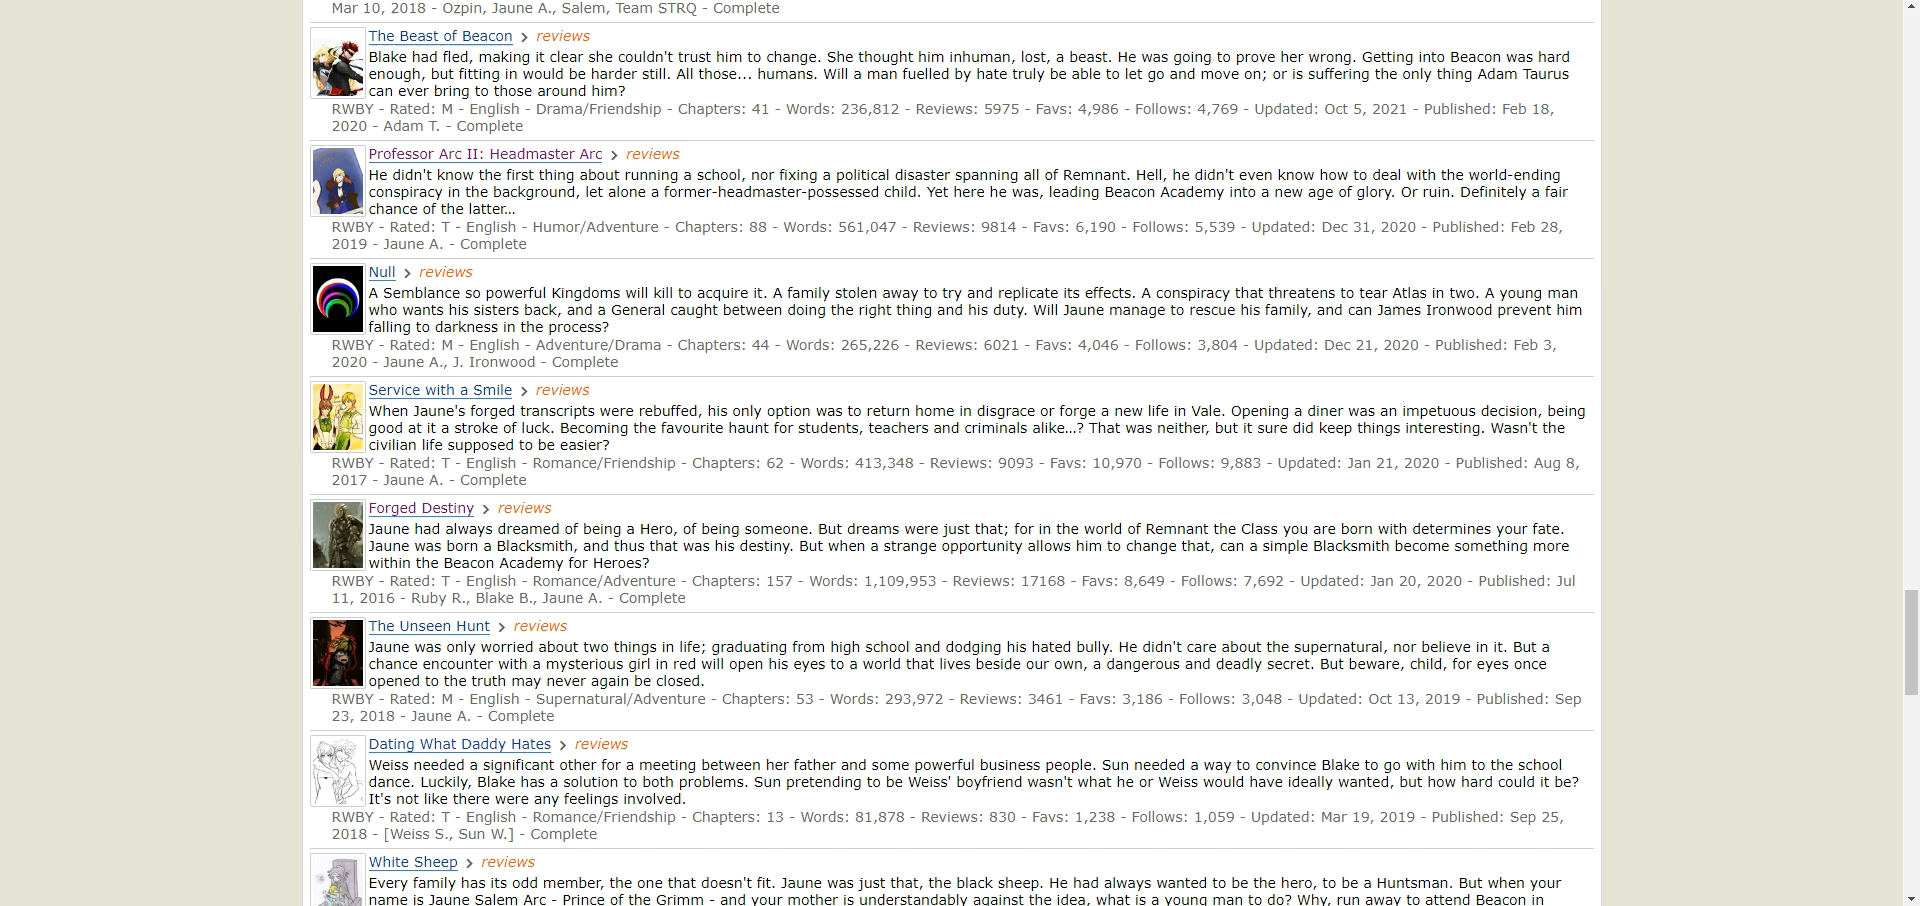 Mar 10, 2018 - Ozpin, Jaune A., Salem, Team STRQ - Complete
The Beast of Beacon > reviews
Blake had fled, making it clear she couldn't trust him to change. She thought him inhuman, lost, a beast. He was going to prove her wrong. Getting into Beacon was hard
enough, but fitting in would be harder still. All those... humans. Will a man fuelled by hate truly be able to let go and move on; or is suffering the only thing Adam Taurus
can ever bring to those around him?
RWBY - Rated: M - English - Drama/Friendship - Chapters: 41 - Words: 236,812 - Reviews: 5975 - Favs: 4,986 - Follows: 4,769 - Updated: Oct 5, 2021 - Published: Feb 18,
2020 - Adam T. - Complete
Professor Arc II: Headmaster Arc > reviews
He didn't know the first thing about running a school, nor fixing a political disaster spanning all of Remnant. Hell, he didn't even know how to deal with the world-ending
conspiracy in the background, let alone a former-headmaster-possessed child. Yet here he was, leading Beacon Academy into a new age of glory. Or ruin. Definitely a fair
chance of the latter...
RWBY - Rated: T - English - Humor/Adventure - Chapters: 88 - Words: 561,047 - Reviews: 9814 - Favs: 6,190 - Follows: 5,539 - Updated: Dec 31, 2020 - Published: Feb 28,
2019 - Jaune A. - Complete
Null > reviews
A Semblance so powerful Kingdoms will kill to acquire it. A family stolen away to try and replicate its effects. A conspiracy that threatens to tear Atlas in two. A young man
who wants his sisters back, and a General caught between doing the right thing and his duty. Will Jaune manage to rescue his family, and can James Ironwood prevent him
falling to darkness in the process?
RWBY - Rated: M - English - Adventure/Drama - Chapters: 44 - Words: 265,226 - Reviews: 6021 - Favs: 4,046 - Follows: 3,804 - Updated: Dec 21, 2020 - Published: Feb 3,
2020 - Jaune A., J. Ironwood - Complete
Service with a Smile > reviews
When Jaune's forged transcripts were rebuffed, his only option was to return home in disgrace or forge a new life in Vale. Opening a diner was an impetuous decision, being
good at it a stroke of luck. Becoming the favourite haunt for students, teachers and criminals alike...? That was neither, but it sure did keep things interesting. Wasn't the
civilian life supposed to be easier?
RWBY - Rated: T - English - Romance/Friendship - Chapters: 62 - Words: 413,348 - Reviews: 9093 - Favs: 10,970 - Follows: 9,883 - Updated: Jan 21, 2020 - Published: Aug 8,
2017 - Jaune A. - Complete
Forged Destiny > reviews
Jaune had always dreamed of being a Hero, of being someone. But dreams were just that; for in the world of Remnant the Class you are born with determines your fate.
Jaune was born a Blacksmith, and thus that was his destiny. But when a strange opportunity allows him to change that, can a simple Blacksmith become something more
within the Beacon Academy for Heroes?
RWBY - Rated: T - English - Romance/Adventure - Chapters: 157 - Words: 1,109,953 - Reviews: 17168 - Favs: 8,649 - Follows: 7,692 - Updated: Jan 20, 2020 - Published: Jul
11, 2016 - Ruby R., Blake B., Jaune A. - Complete
The Unseen Hunt > reviews
Jaune was only worried about two things in life; graduating from high school and dodging his hated bully. He didn't care about the supernatural, nor believe in it. But a
chance encounter with a mysterious girl in red will open his eyes to a world that lives beside our own, a dangerous and deadly secret. But beware, child, for eyes once
opened to the truth may never again be closed.
RWBY - Rated: M - English - Supernatural/Adventure - Chapters: 53 - Words: 293,972 - Reviews: 3461 - Favs: 3,186 - Follows: 3,048 - Updated: Oct 13, 2019 - Published: Sep
23, 2018 - Jaune A. - Complete
Dating What Daddy Hates > reviews
Weiss needed a significant other for a meeting between her father and some powerful business people. Sun needed a way to convince Blake to go with him to the school
dance. Luckily, Blake has a solution to both problems. Sun pretending to be Weiss' boyfriend wasn't what he or Weiss would have ideally wanted, but how hard could it be?
It's not like there were any feelings involved.
RWBY - Rated: T - English - Romance/Friendship - Chapters: 13 - Words: 81,878 - Reviews: 830 - Favs: 1,238 - Follows: 1,059 - Updated: Mar 19, 2019 - Published: Sep 25,
2018 - [Weiss S., Sun W.] - Complete
White Sheep > reviews
Every family has its odd member, the one that doesn't fit. Jaune was just that, the black sheep. He had always wanted to be the hero, to be a Huntsman. But when your
name is Jaune Salem Arc - Prince of the Grimm - and your mother is understandably against the idea, what is a young man to do? Why, run away to attend Beacon in